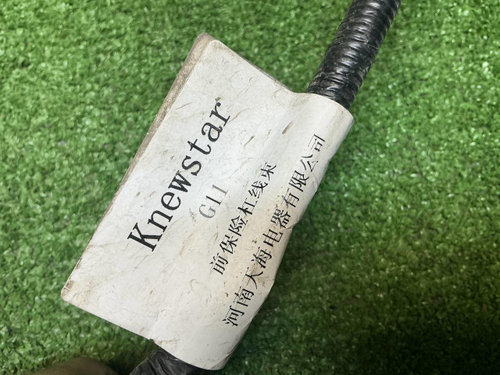 Knewstar
G11
前保险杠线束
河南天海电器有限公司